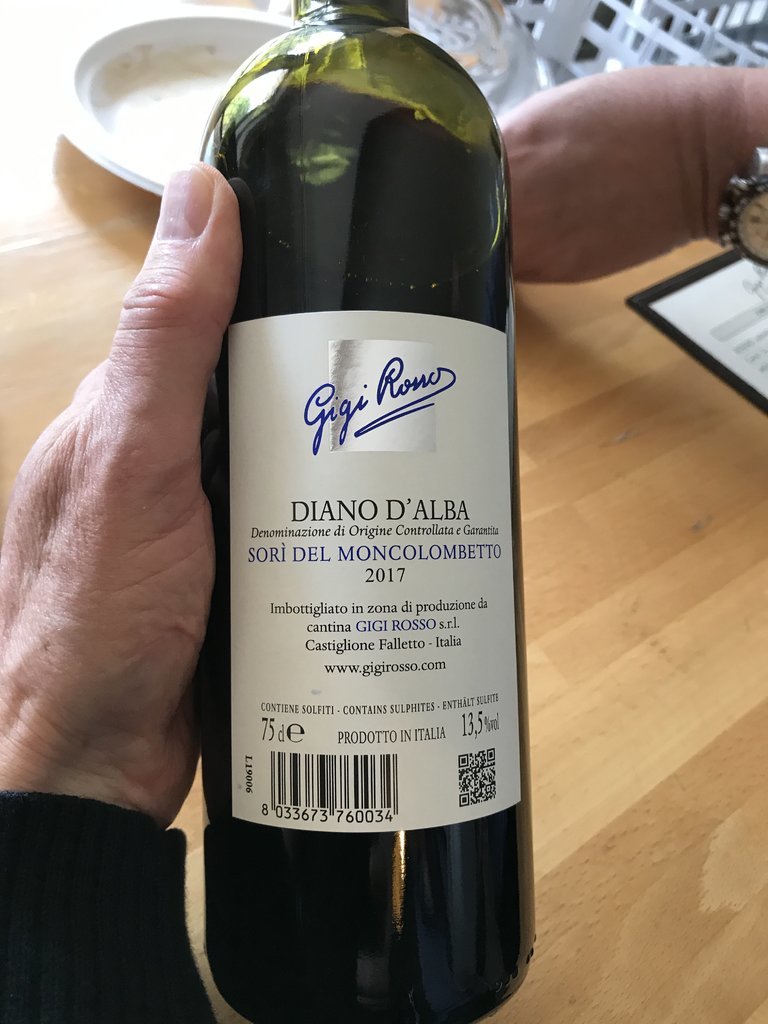 Gigi Rosso
DIANO D'ALBA
Denominazione di Origine Controllata e Garantita
SORÌ DEL MONCOLOMBETTO
2017
Imbottigliato in zona di produzione da
cantina GIGI ROSSO s.r.l.
Castiglione Falletto - Italia
www.gigirosso.com
CONTIENE SOLFITI - CONTAINS SULPHITES - ENTHÄLT SULFITE
75 cl e PRODOTTO IN ITALIA 13,5%vol
L19006
8 033673 760034